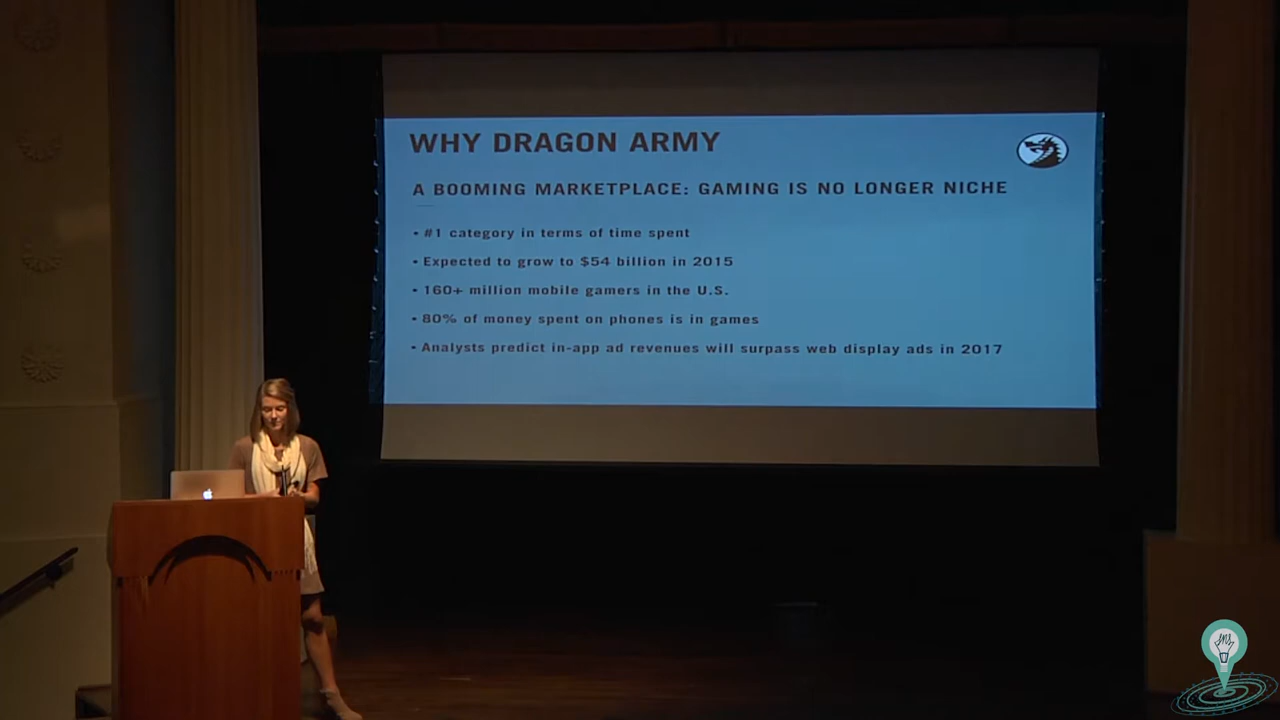 WHY DRAGON ARMY
A BOOMING MARKETPLACE: GAMING IS NO LONGER NICHE
• #1 category in terms of time spent
• Expected to grow to $54 billion in 2015
• 160+ million mobile gamers in the U.S.
• 80% of money spent on phones is in games
• Analysts predict in-app ad revenues will surpass web display ads in 2017